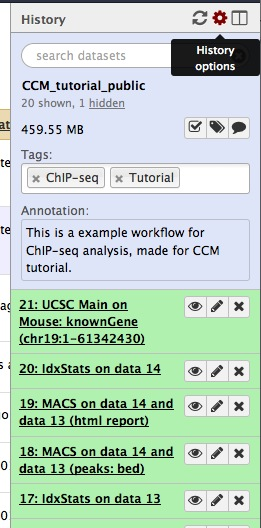 History
search datasets
History
options
CCM_tutorial_public
20 shown, 1 hidden
459.55 MB
Tags:
× ChIP-seq × Tutorial
Annotation:
This is a example workflow for
ChIP-seq analysis, made for CCM
tutorial.
21: UCSC Main on
Mouse: knownGene
(chr19:1-61342430)
20: IdxStats on data 14
19: MACS on data 14 and
data 13 (html report)
18: MACS on data 14 and
data 13 (peaks: bed)
17: IdxStats on data 13